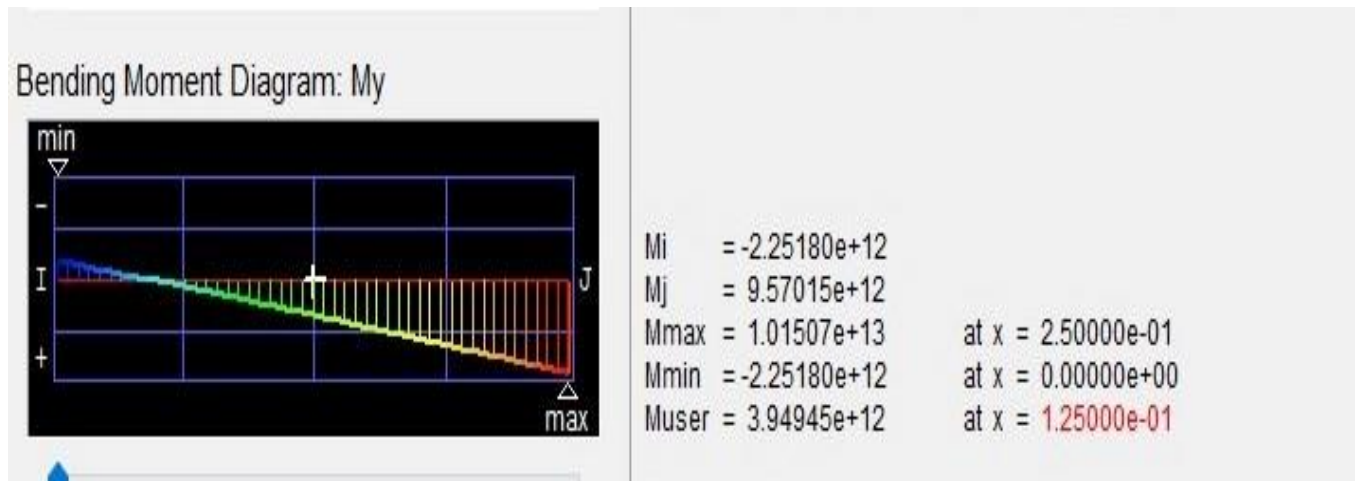 Bending Moment Diagram: My
min
-
I
J
+
max
Mi = -2.25180e+12
Mj = 9.57015e+12
Mmax = 1.01507e+13 at x = 2.50000e-01
Mmin = -2.25180e+12 at x = 0.00000e+00
Muser = 3.94945e+12 at x = 1.25000e-01